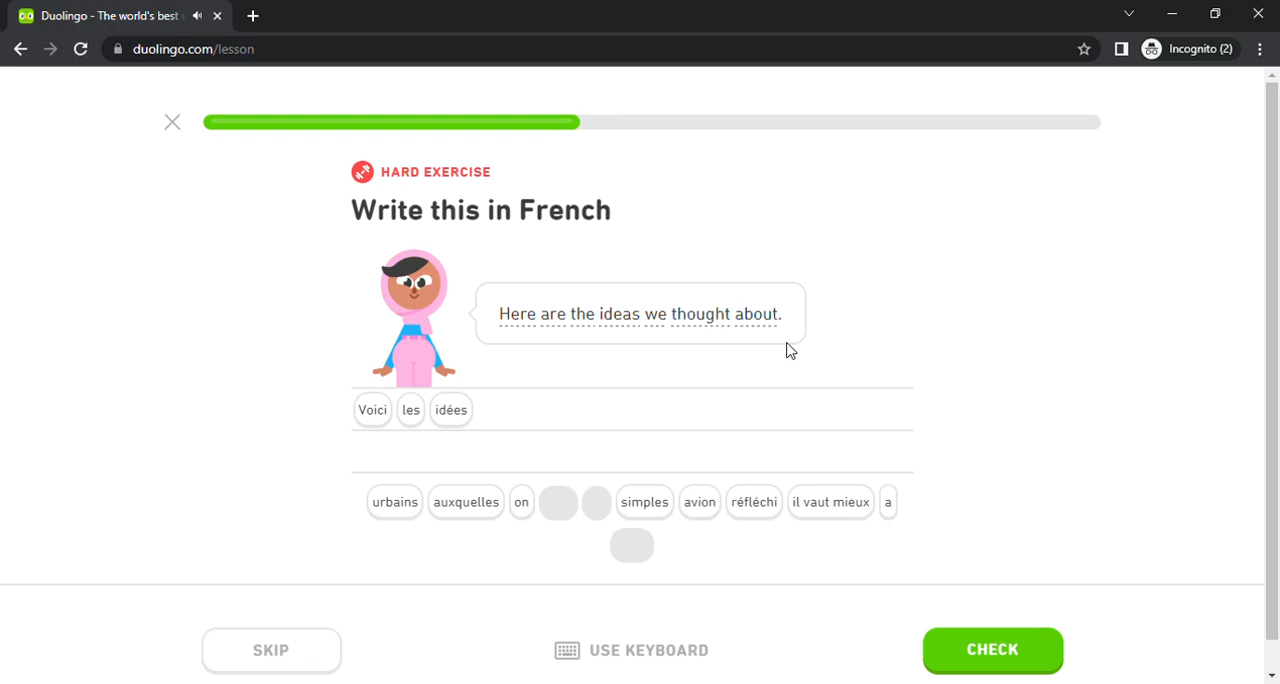 Duolingo - The world's best
duolingo.com/lesson
Incognito (2)
HARD EXERCISE
Write this in French
Here are the ideas we thought about.
Voici les idées
urbains auxquelles on simples avion réfléchi il vaut mieux a
SKIP
USE KEYBOARD
CHECK